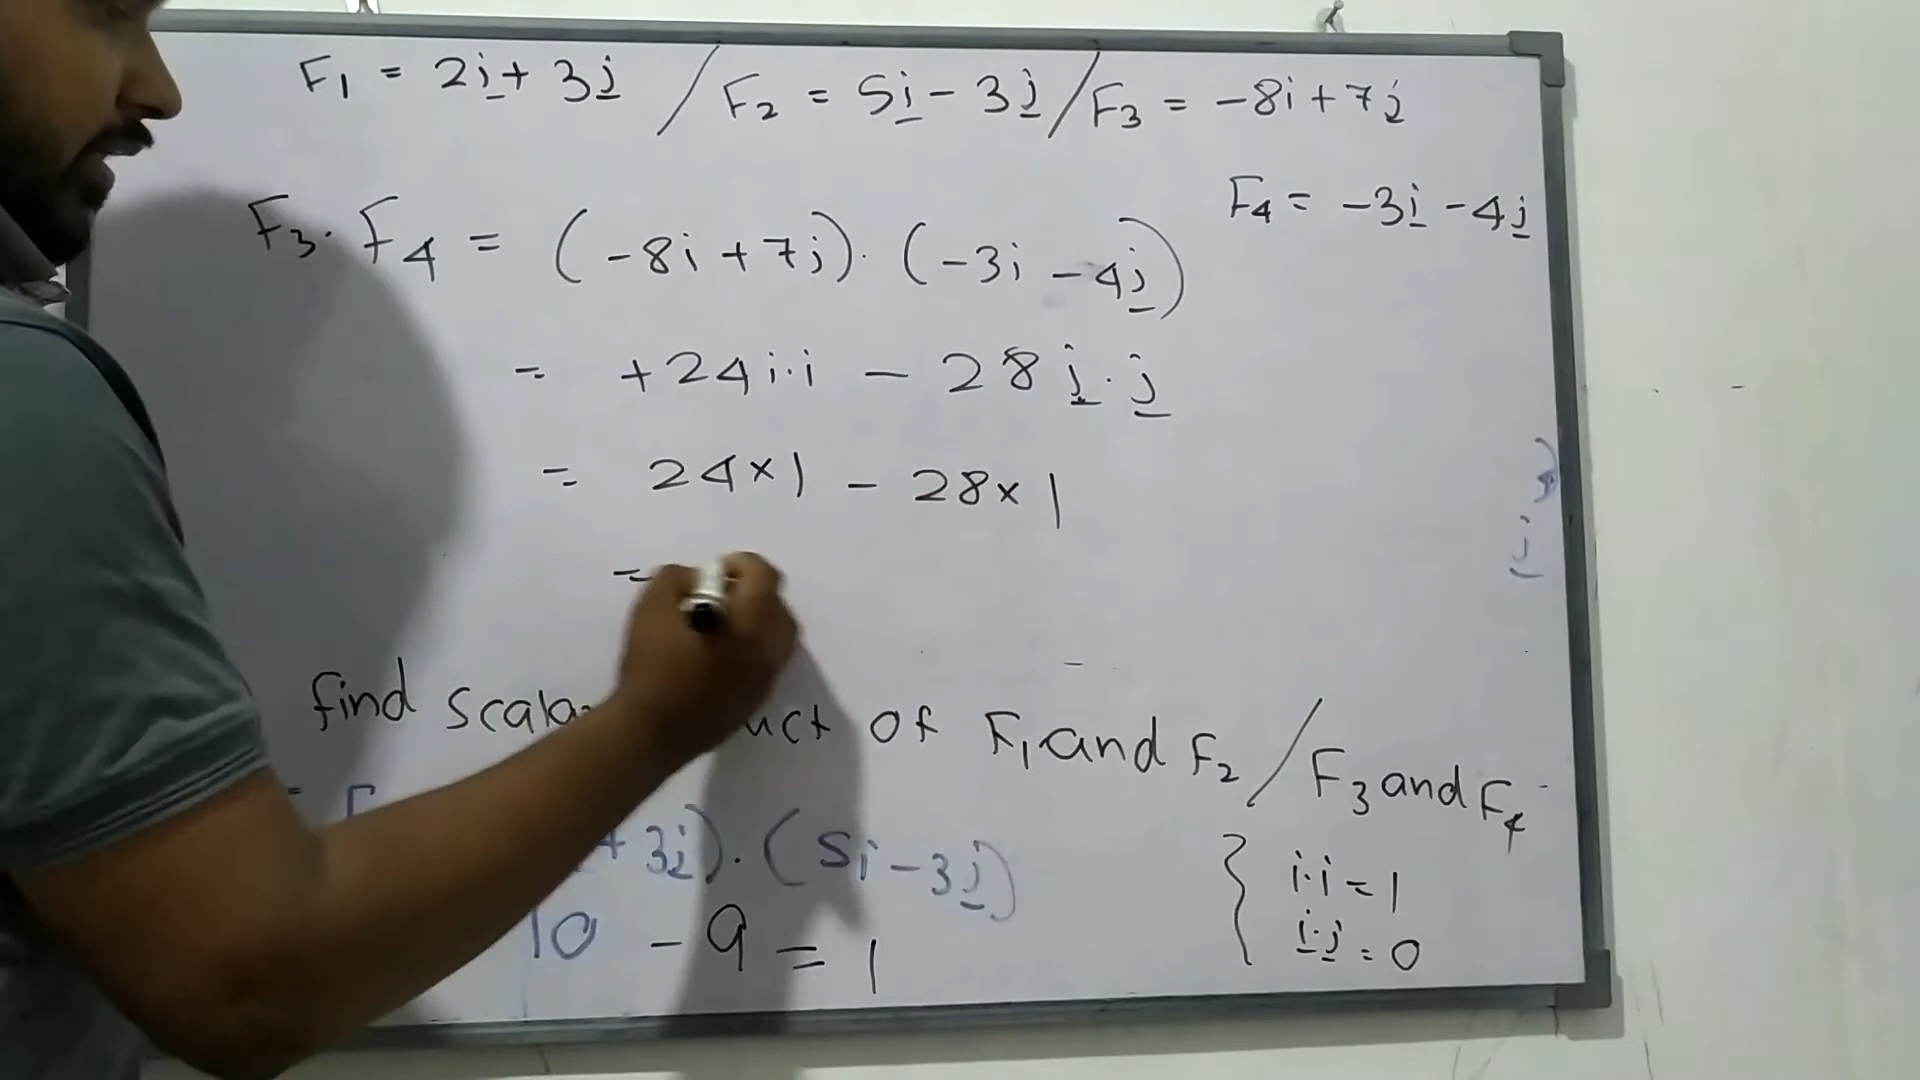 F₁ = 2i + 3j / F₂ = 5i - 3j / F₃ = -8i + 7j
F₄ = -3i - 4j
F₃ . F₄ = (-8i + 7j) . (-3i - 4j)
= +24 i.i - 28 j.j
= 24×1 - 28×1
=
find of F₁ and F₂ / F₃ and F₄
+ 3j) . (5i - 3j)
10 - 9 = 1
{ i.i = 1
i.j = 0